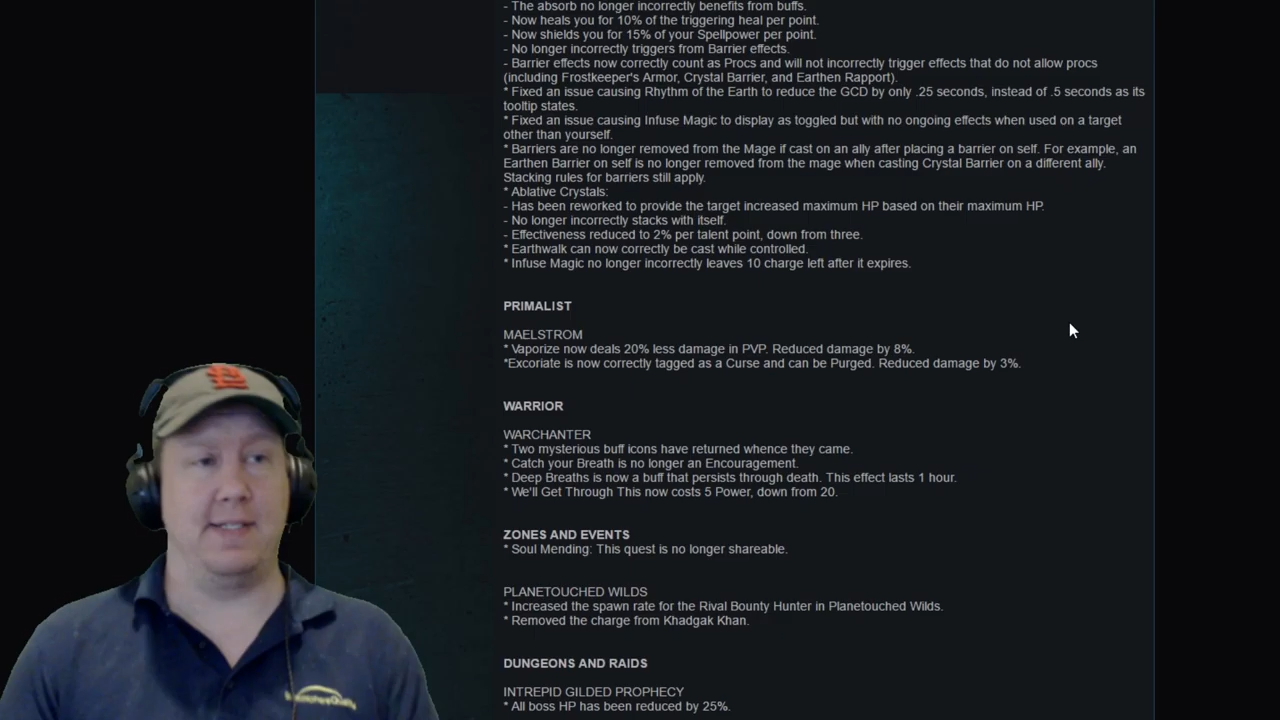 - The absorb no longer incorrectly benefits from buffs.
- Now heals you for 10% of the triggering heal per point.
- Now shields you for 15% of your Spellpower per point.
- No longer incorrectly triggers from Barrier effects.
- Barrier effects now correctly count as Procs and will not incorrectly trigger effects that do not allow procs
(including Frostkeeper's Armor, Crystal Barrier, and Earthen Rapport).
* Fixed an issue causing Rhythm of the Earth to reduce the GCD by only .25 seconds, instead of .5 seconds as its
tooltip states.
* Fixed an issue causing Infuse Magic to display as toggled but with no ongoing effects when used on a target
other than yourself.
* Barriers are no longer removed from the Mage if cast on an ally after placing a barrier on self. For example, an
Earthen Barrier on self is no longer removed from the mage when casting Crystal Barrier on a different ally.
Stacking rules for barriers still apply.
* Ablative Crystals:
- Has been reworked to provide the target increased maximum HP based on their maximum HP.
- No longer incorrectly stacks with itself.
- Effectiveness reduced to 2% per talent point, down from three.
* Earthwalk can now correctly be cast while controlled.
* Infuse Magic no longer incorrectly leaves 10 charge left after it expires.
PRIMALIST
MAELSTROM
* Vaporize now deals 20% less damage in PVP. Reduced damage by 8%.
*Excoriate is now correctly tagged as a Curse and can be Purged. Reduced damage by 3%.
WARRIOR
WARCHANTER
* Two mysterious buff icons have returned whence they came.
* Catch your Breath is no longer an Encouragement.
* Deep Breaths is now a buff that persists through death. This effect lasts 1 hour.
* We'll Get Through This now costs 5 Power, down from 20.
ZONES AND EVENTS
* Soul Mending: This quest is no longer shareable.
PLANETOUCHED WILDS
* Increased the spawn rate for the Rival Bounty Hunter in Planetouched Wilds.
* Removed the charge from Khadgak Khan.
DUNGEONS AND RAIDS
INTREPID GILDED PROPHECY
* All boss HP has been reduced by 25%.